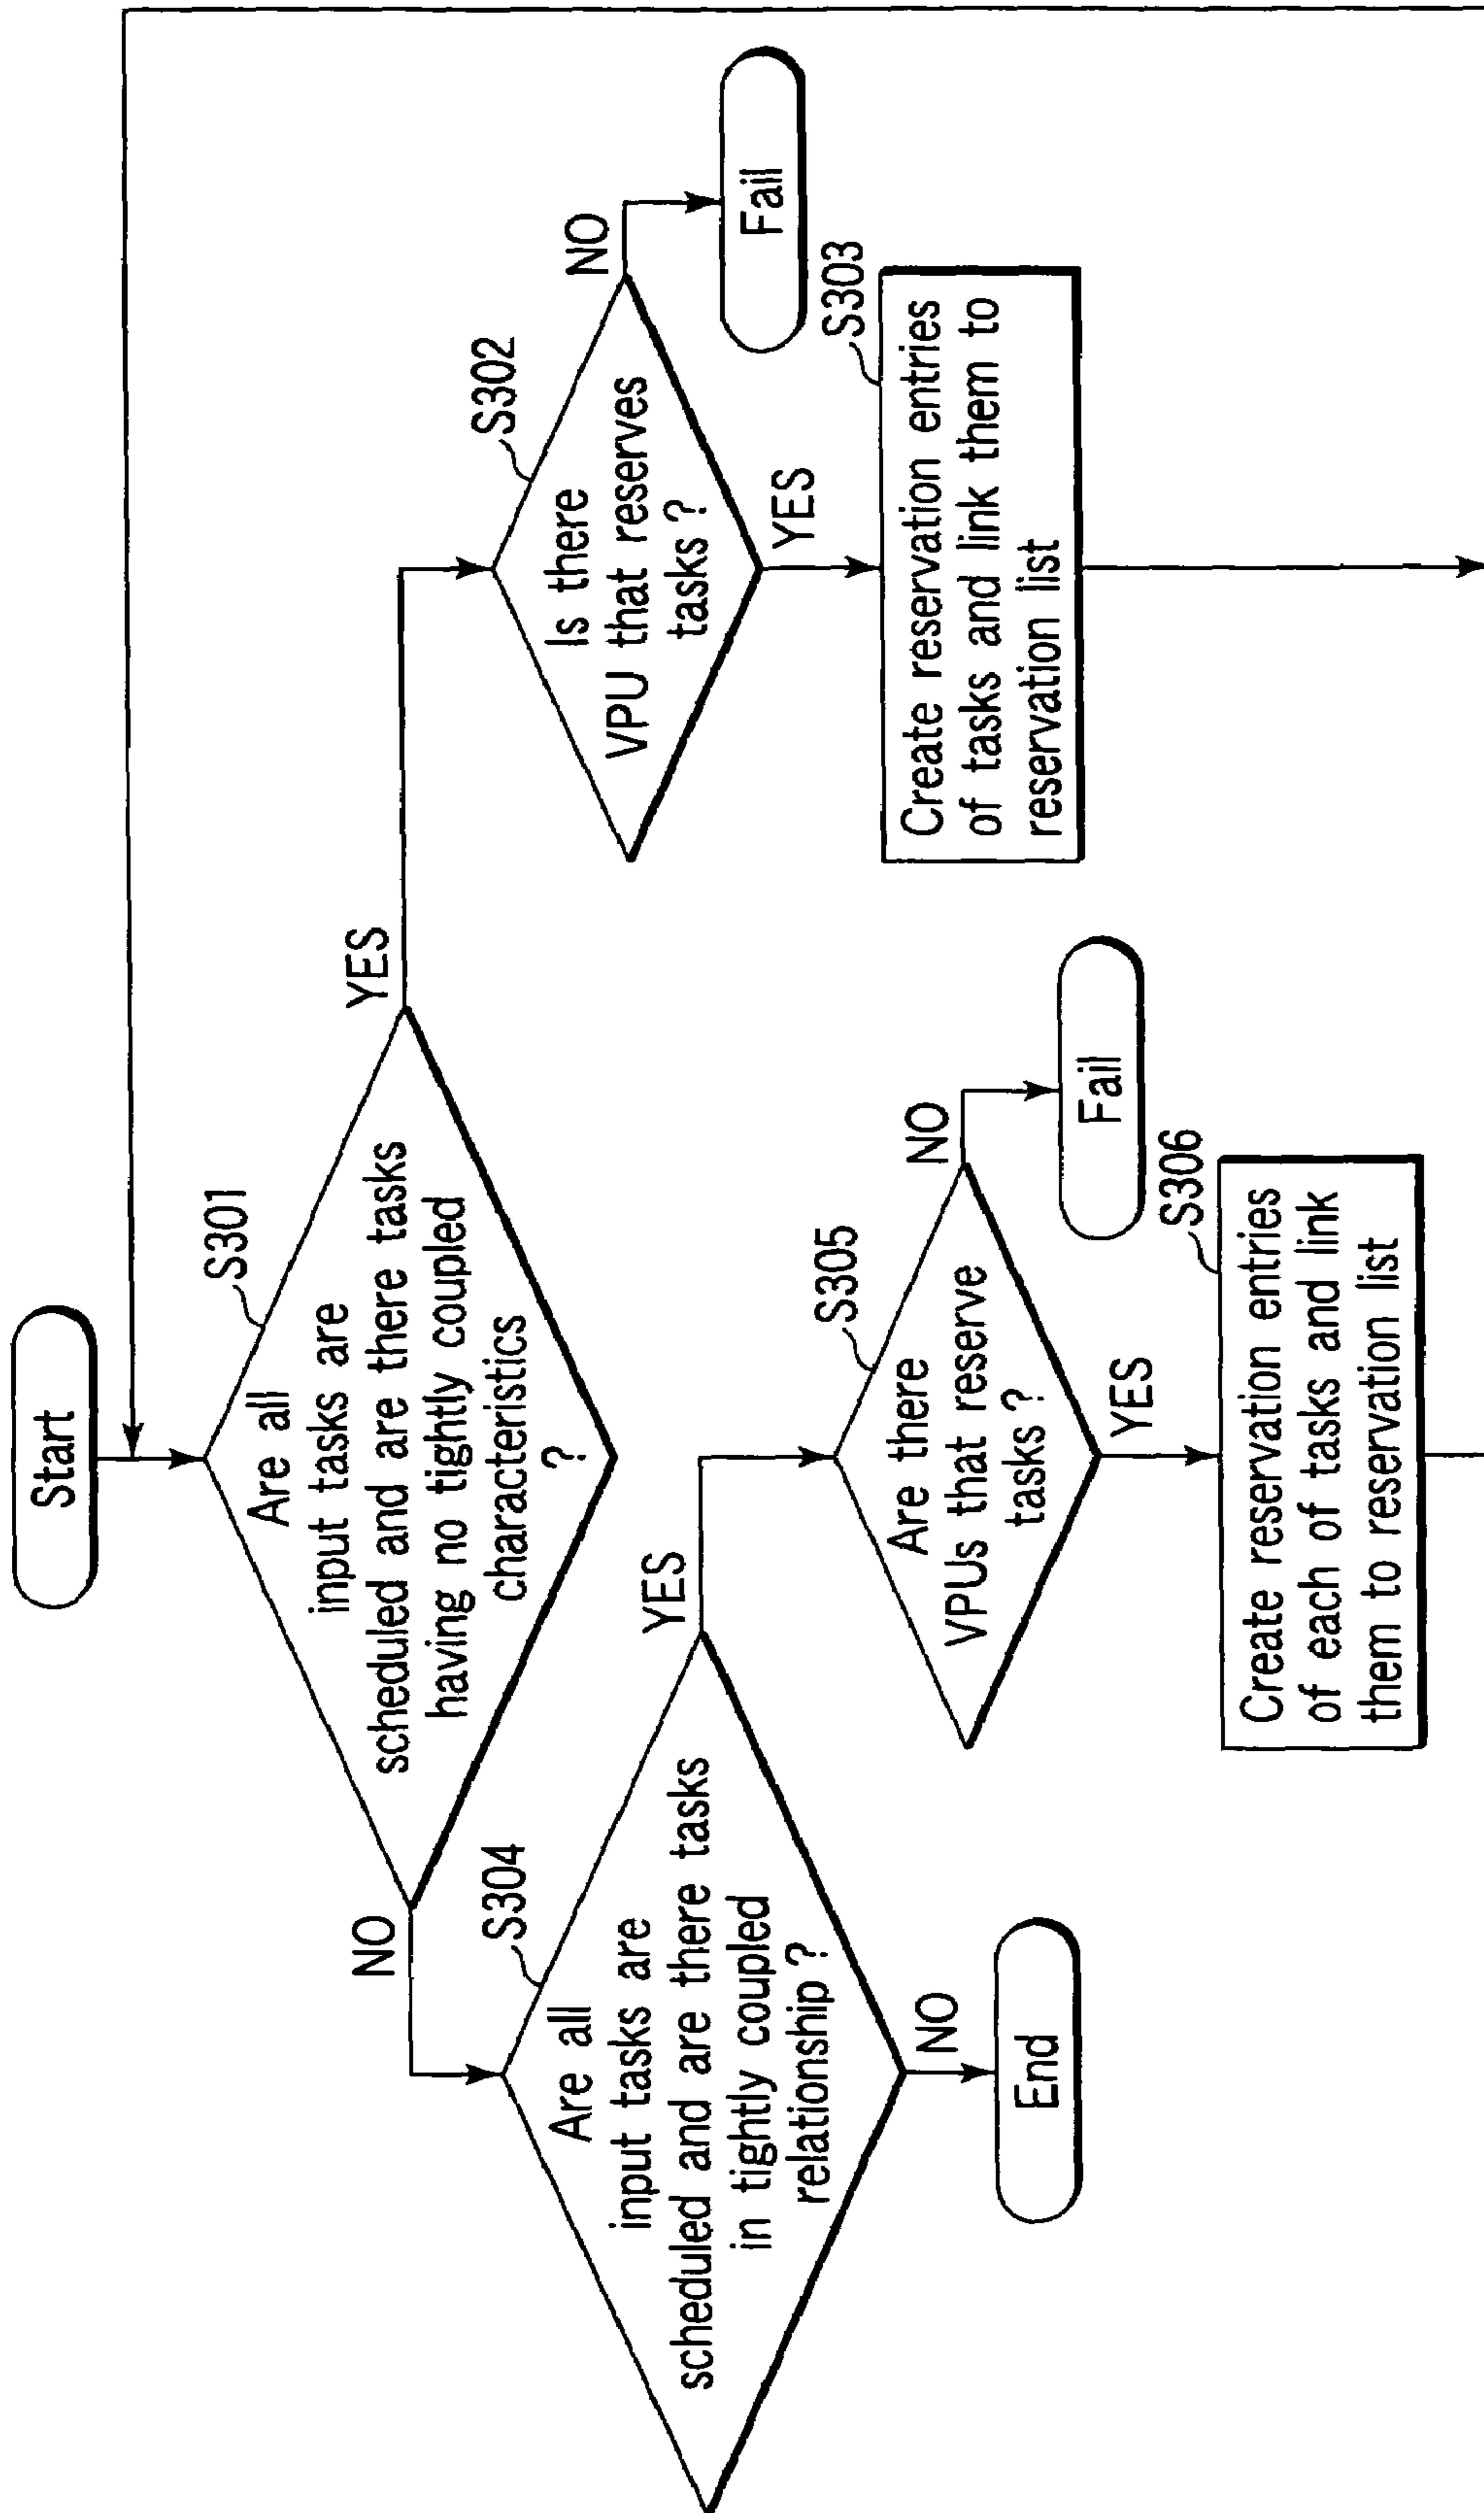 Start
S301
Are all
input tasks are
scheduled and are there tasks
having no tightly coupled
characteristics
?
YES
NO
S302
Is there
VPU that reserves
tasks ?
NO
Fail
YES
S303
Create reservation entries
of tasks and link them to
reservation list
S304
Are all
input tasks are
scheduled and are there tasks
in tightly coupled
relationship ?
YES
NO
End
S305
Are there
VPUs that reserve
tasks ?
NO
Fail
YES
S306
Create reservation entries
of each of tasks and link
them to reservation list